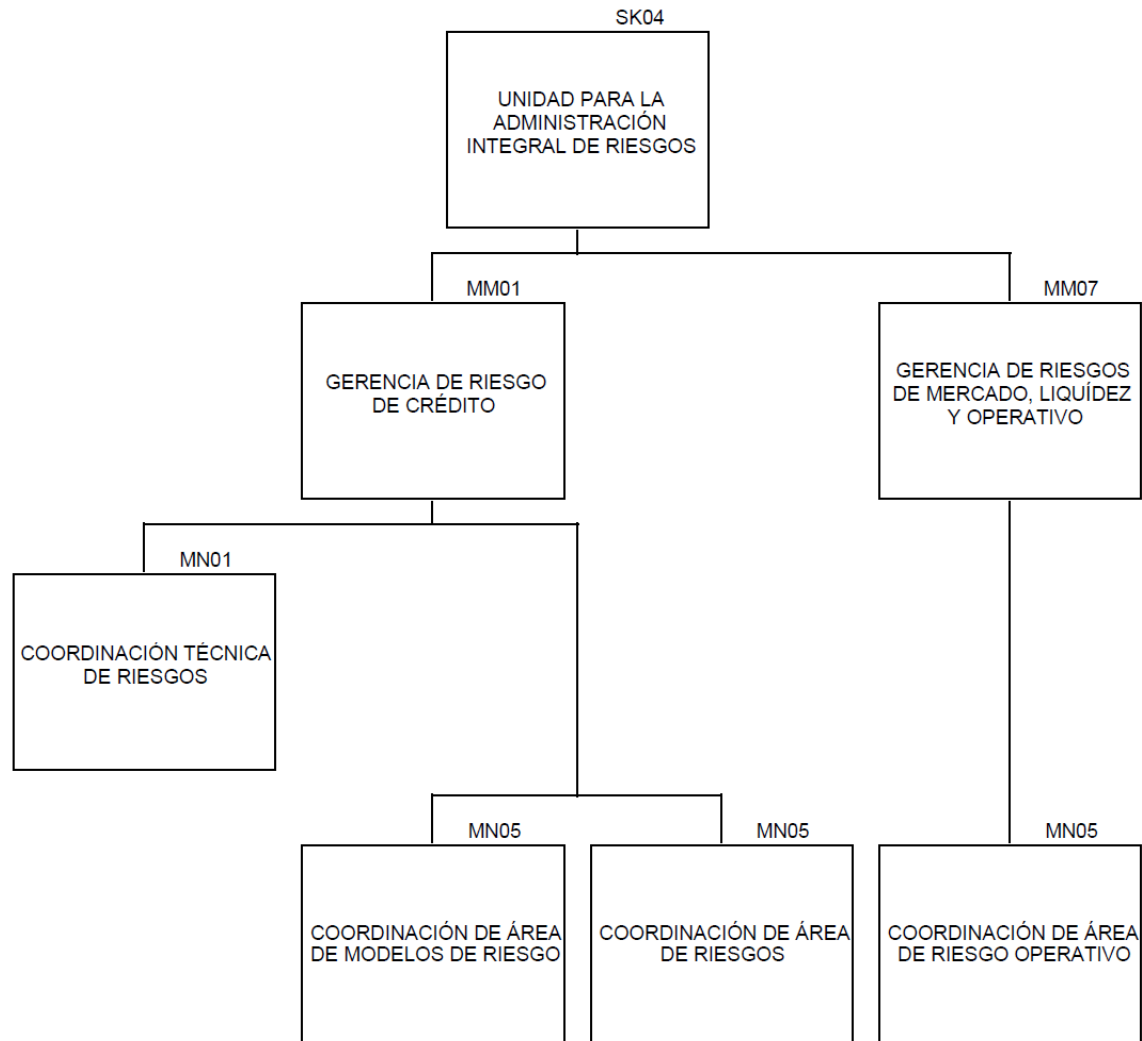 SK04
UNIDAD PARA LA
ADMINISTRACIÓN
INTEGRAL DE RIESGOS
MM01
GERENCIA DE RIESGO
DE CRÉDITO
MM07
GERENCIA DE RIESGOS
DE MERCADO, LIQUÍDEZ
Y OPERATIVO
MN01
COORDINACIÓN TÉCNICA
DE RIESGOS
MN05
COORDINACIÓN DE ÁREA
DE MODELOS DE RIESGO
MN05
COORDINACIÓN DE ÁREA
DE RIESGOS
MN05
COORDINACIÓN DE ÁREA
DE RIESGO OPERATIVO